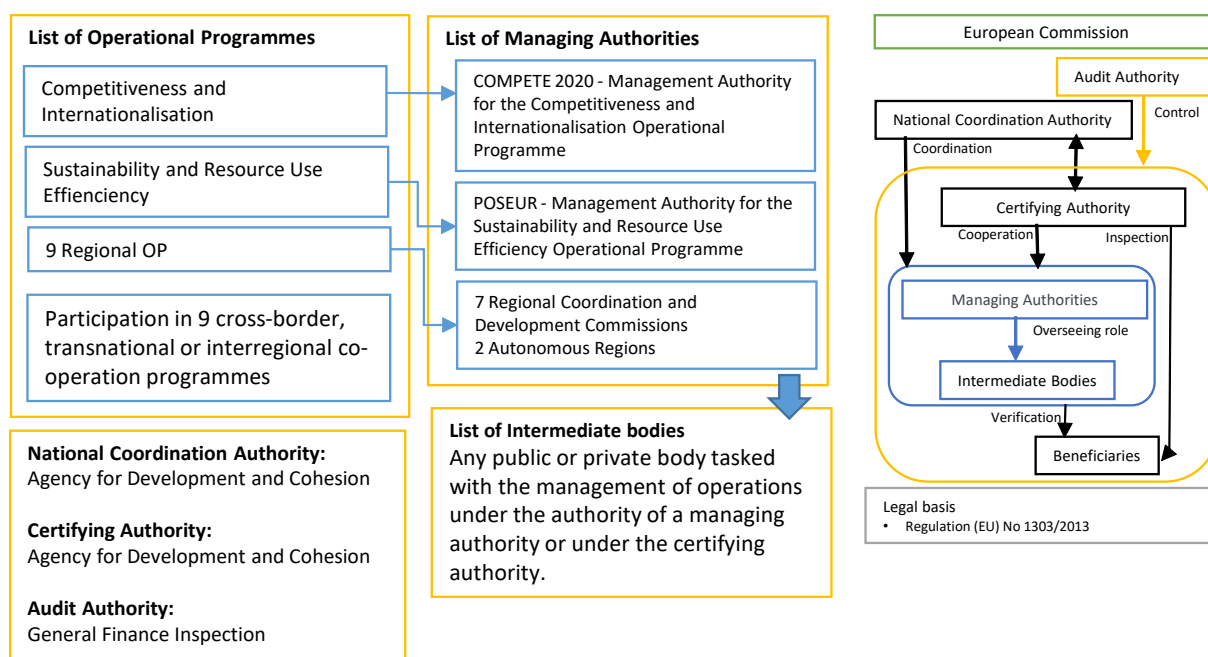 List of Operational Programmes
Competitiveness and
Internationalisation
Sustainability and Resource Use
Effienciency
9 Regional OP
Participation in 9 cross-border,
transnational or interregional co-
operation programmes
List of Managing Authorities
COMPETE 2020 - Management Authority
for the Competitiveness and
Internationalisation Operational
Programme
POSEUR - Management Authority for the
Sustainability and Resource Use
Efficiency Operational Programme
7 Regional Coordination and
Development Commissions
2 Autonomous Regions
National Coordination Authority:
Agency for Development and Cohesion
Certifying Authority:
Agency for Development and Cohesion
Audit Authority:
General Finance Inspection
List of Intermediate bodies
Any public or private body tasked
with the management of operations
under the authority of a managing
authority or under the certifying
authority.
European Commission
Audit Authority
Control
National Coordination Authority
Coordination
Certifying Authority
Cooperation
Inspection
Managing Authorities
Overseeing role
Intermediate Bodies
Verification
Beneficiaries
Legal basis
• Regulation (EU) No 1303/2013